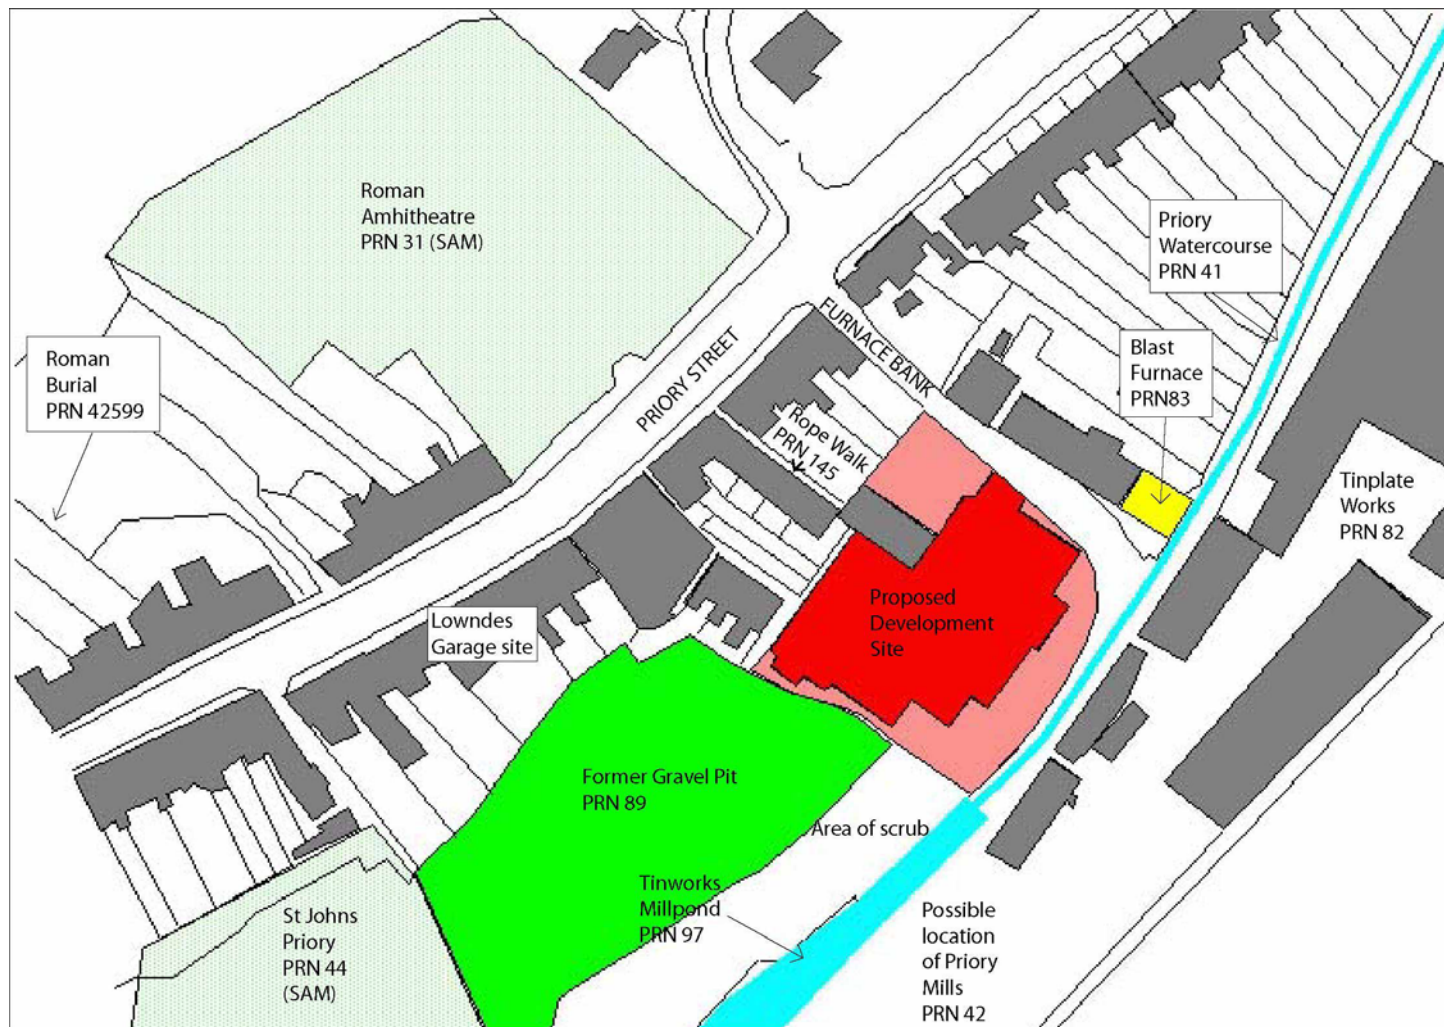 Roman
Amhitheatre
PRN 31 (SAM)
Priory
Watercourse
PRN 41
Roman
Burial
PRN 42599
PRIORY STREET
FURNACE BANK
Blast
Furnace
PRN83
Rope Walk
PRN 145
Tinplate
Works
PRN 82
Lowndes
Garage site
Proposed
Development
Site
Former Gravel Pit
PRN 89
Area of scrub
Tinworks
Millpond
PRN 97
St Johns
Priory
PRN 44
(SAM)
Possible
location
of Priory
Mills
PRN 42